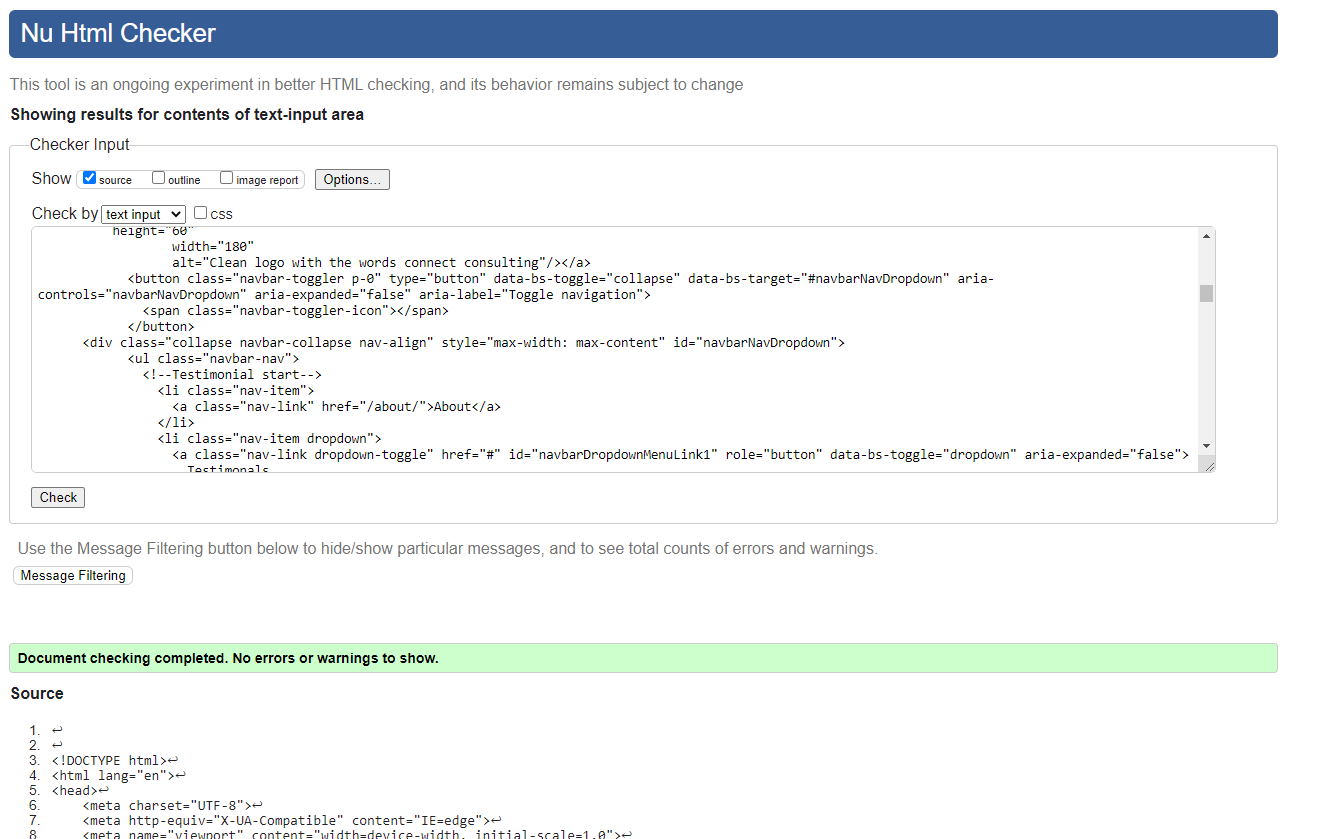 Nu Html Checker
This tool is an ongoing experiment in better HTML checking, and its behavior remains subject to change
Showing results for contents of text-input area
Checker Input
Show source outline image report Options...
Check by text input css
height="60"
width="180"
alt="Clean logo with the words connect consulting"/></a>
<button class="navbar-toggler p-0" type="button" data-bs-toggle="collapse" data-bs-target="#navbarNavDropdown" aria-
controls="navbarNavDropdown" aria-expanded="false" aria-label="Toggle navigation">
<span class="navbar-toggler-icon"></span>
</button>
<div class="collapse navbar-collapse nav-align" style="max-width: max-content" id="navbarNavDropdown">
<ul class="navbar-nav">
<!--Testimonial start-->
<li class="nav-item">
<a class="nav-link" href="/about/">About</a>
</li>
<li class="nav-item dropdown">
<a class="nav-link dropdown-toggle" href="#" id="navbarDropdownMenuLink1" role="button" data-bs-toggle="dropdown" aria-expanded="false">
Testimonals
Check
Use the Message Filtering button below to hide/show particular messages, and to see total counts of errors and warnings.
Message Filtering
Document checking completed. No errors or warnings to show.
Source
1. ↩
2. ↩
3. <!DOCTYPE html>↩
4. <html lang="en">↩
5. <head>↩
6. <meta charset="UTF-8">↩
7. <meta http-equiv="X-UA-Compatible" content="IE=edge">↩
8. <meta name="viewport" content="width=device-width, initial-scale=1.0">↩